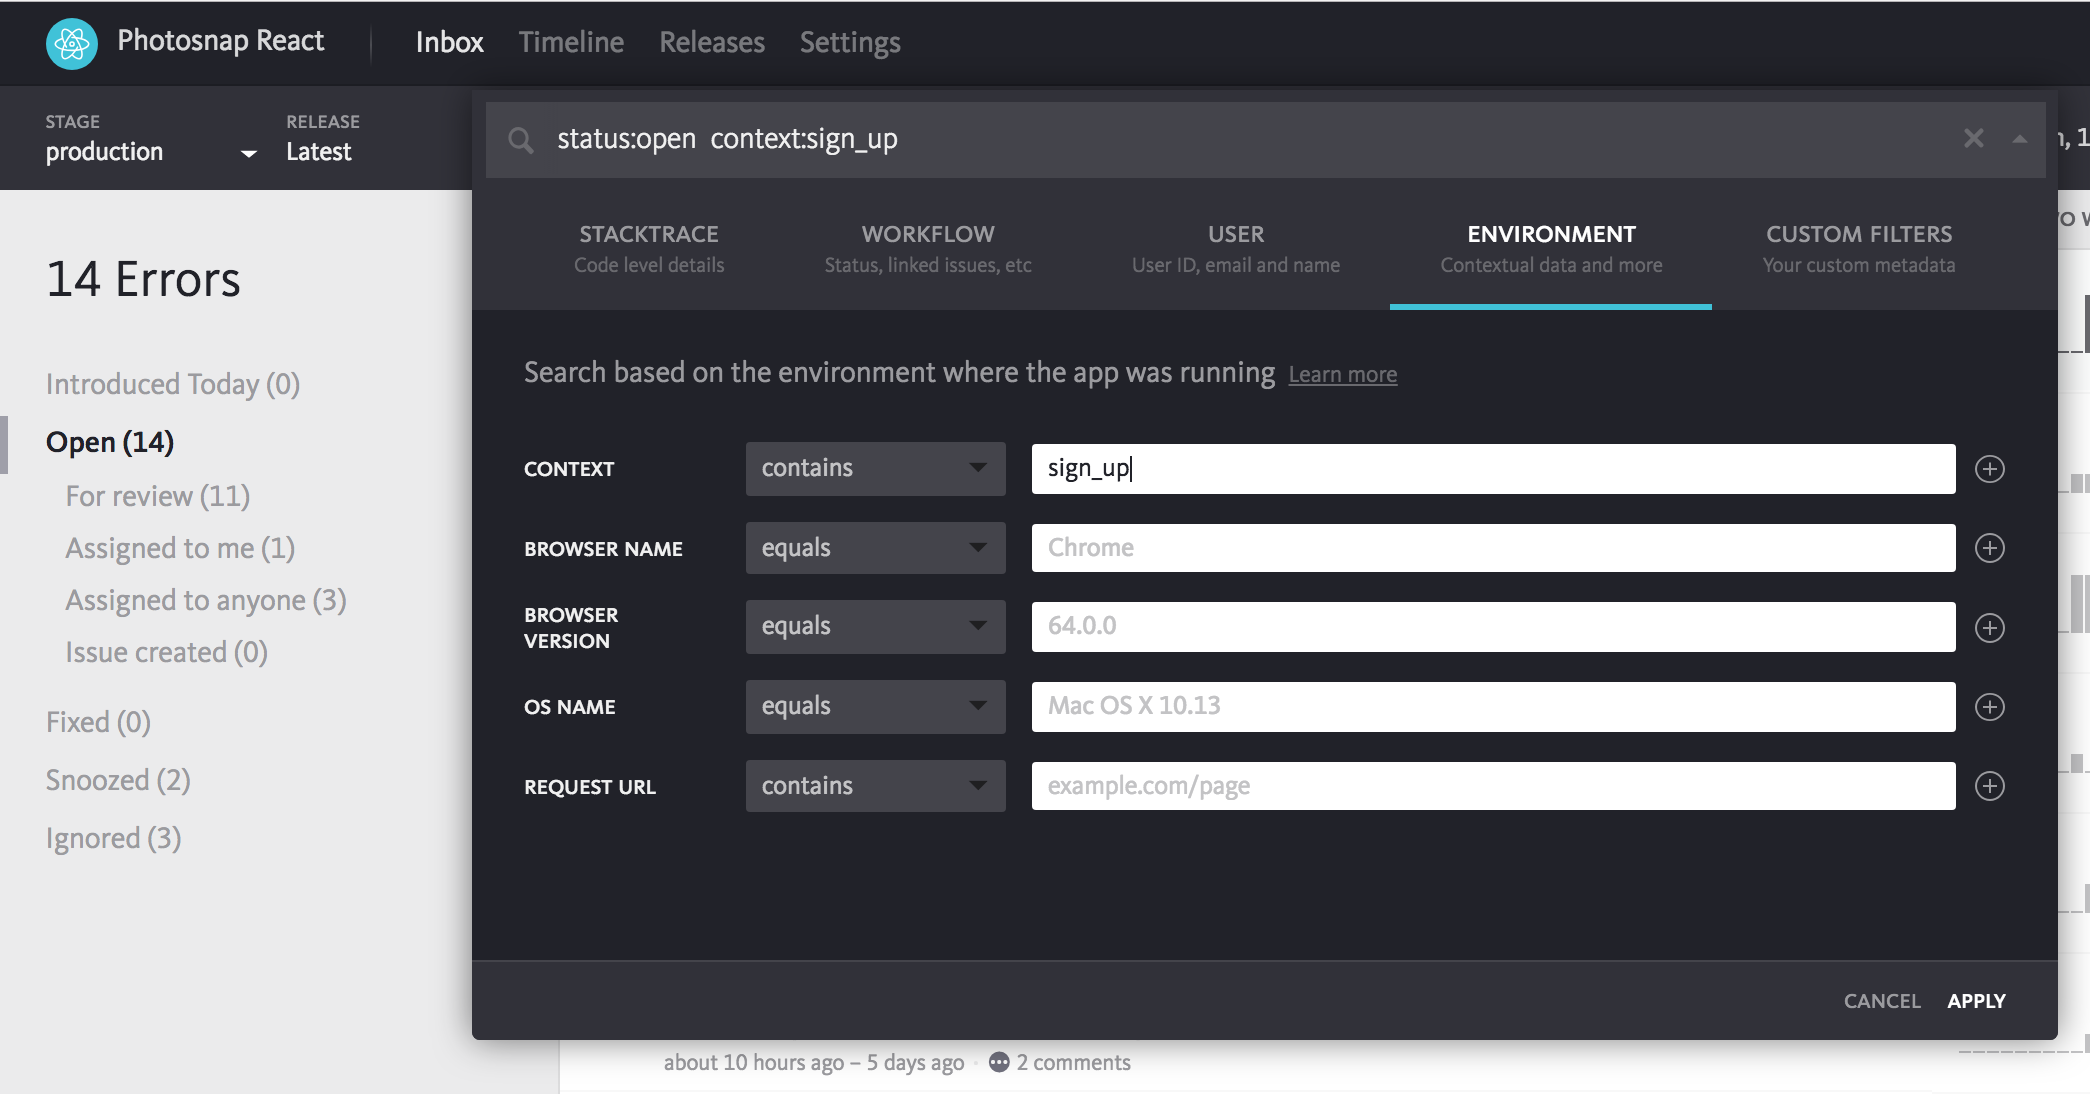 Photosnap React
Inbox Timeline Releases Settings
STAGE
production
RELEASE
Latest
status:open context:sign_up
14 Errors
Introduced Today (0)
Open (14)
For review (11)
Assigned to me (1)
Assigned to anyone (3)
Issue created (0)
Fixed (0)
Snoozed (2)
Ignored (3)
STACKTRACE
Code level details
WORKFLOW
Status, linked issues, etc
USER
User ID, email and name
ENVIRONMENT
Contextual data and more
CUSTOM FILTERS
Your custom metadata
Search based on the environment where the app was running Learn more
CONTEXT contains sign_up
BROWSER NAME equals Chrome
BROWSER
VERSION equals 64.0.0
OS NAME equals Mac OS X 10.13
REQUEST URL contains example.com/page
CANCEL APPLY
about 10 hours ago – 5 days ago · 2 comments